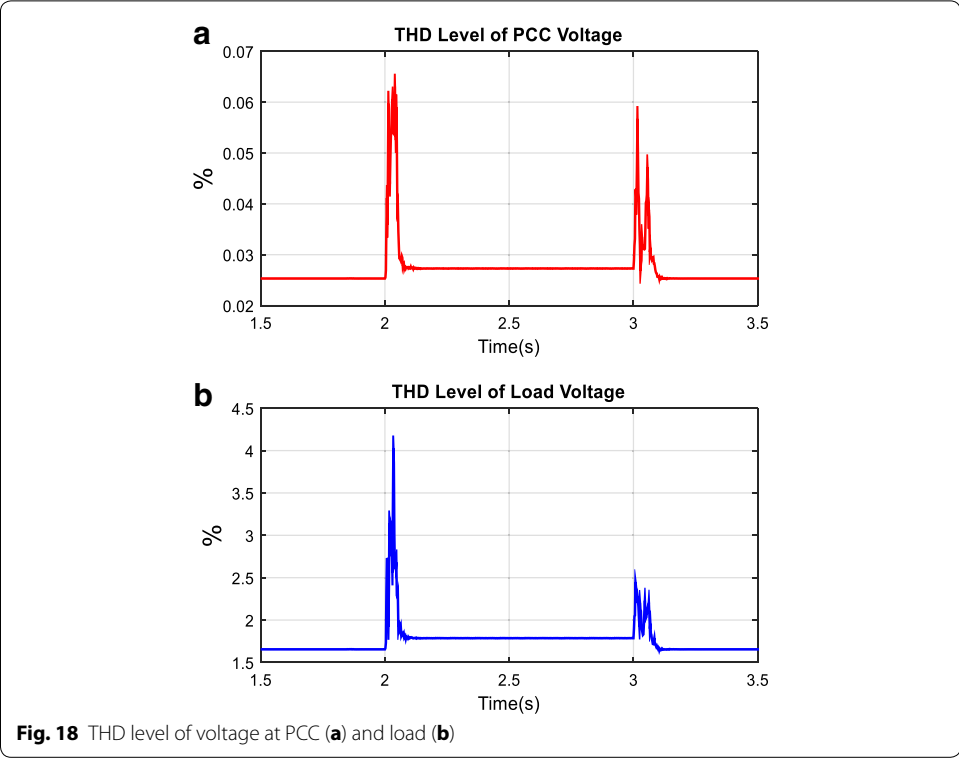 a
THD Level of PCC Voltage
0.07
0.06
0.05
0.04
0.03
0.02
%
1.5 2 2.5 3 3.5
Time(s)
b
THD Level of Load Voltage
4.5
4
3.5
3
2.5
2
1.5
%
1.5 2 2.5 3 3.5
Time(s)
Fig. 18 THD level of voltage at PCC (a) and load (b)